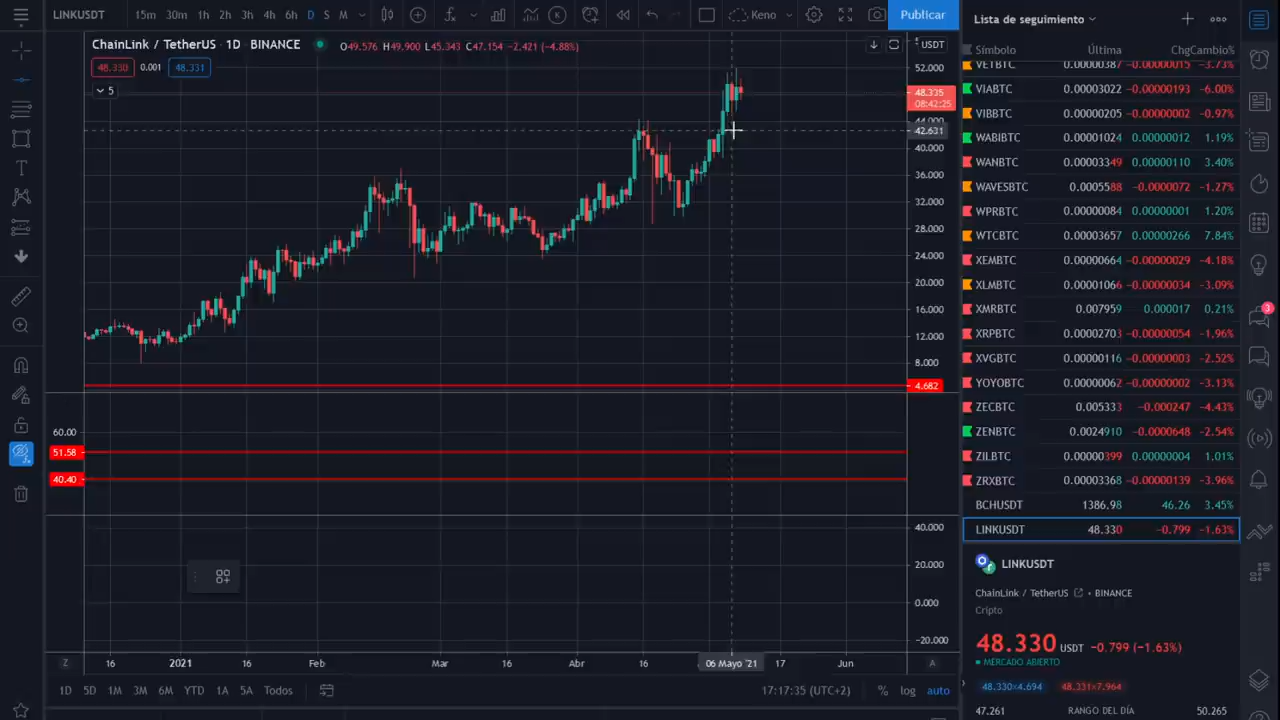 LINKUSDT 15m 30m 1h 2h 3h 4h 6h D S M Keno Publicar
ChainLink / TetherUS · 1D · BINANCE O49.576 H49.900 L45.343 C47.154 −2.421 (−4.88%)
48.330 0.001 48.331
5
USDT
52.000
48.335
08:42:25
44.000
42.631
40.000
36.000
32.000
28.000
24.000
20.000
16.000
12.000
8.000
4.682
60.00
51.58
40.40
40.000
20.000
0.000
−20.000
Z 16 2021 16 Feb Mar 16 Abr 16 06 Mayo '21 17 Jun A
1D 5D 1M 3M 6M YTD 1A 5A Todos 17:17:35 (UTC+2) % log auto
Lista de seguimiento
Símbolo Última Chg Cambio%
VETBTC 0.00000387 −0.00000015 −3.73%
VIABTC 0.00003022 −0.00000193 −6.00%
VIBBTC 0.00000205 −0.00000002 −0.97%
WABIBTC 0.00001024 0.00000012 1.19%
WANBTC 0.00003349 0.00000110 3.40%
WAVESBTC 0.0005588 −0.0000072 −1.27%
WPRBTC 0.00000084 0.00000001 1.20%
WTCBTC 0.00003657 0.00000266 7.84%
XEMBTC 0.00000664 −0.00000029 −4.18%
XLMBTC 0.00001066 −0.00000034 −3.09%
XMRBTC 0.007959 0.000017 0.21%
XRPBTC 0.00002703 −0.00000054 −1.96%
XVGBTC 0.00000116 −0.00000003 −2.52%
YOYOBTC 0.00000062 −0.00000002 −3.13%
ZECBTC 0.005333 −0.000247 −4.43%
ZENBTC 0.0024910 −0.0000648 −2.54%
ZILBTC 0.00000399 0.00000004 1.01%
ZRXBTC 0.00003368 −0.00000139 −3.96%
BCHUSDT 1386.98 46.26 3.45%
LINKUSDT 48.330 −0.799 −1.63%
LINKUSDT
ChainLink / TetherUS • BINANCE
Cripto
48.330 USDT −0.799 (−1.63%)
MERCADO ABIERTO
48.330×4.694 48.331×7.964
47.261 RANGO DEL DÍA 50.265
3